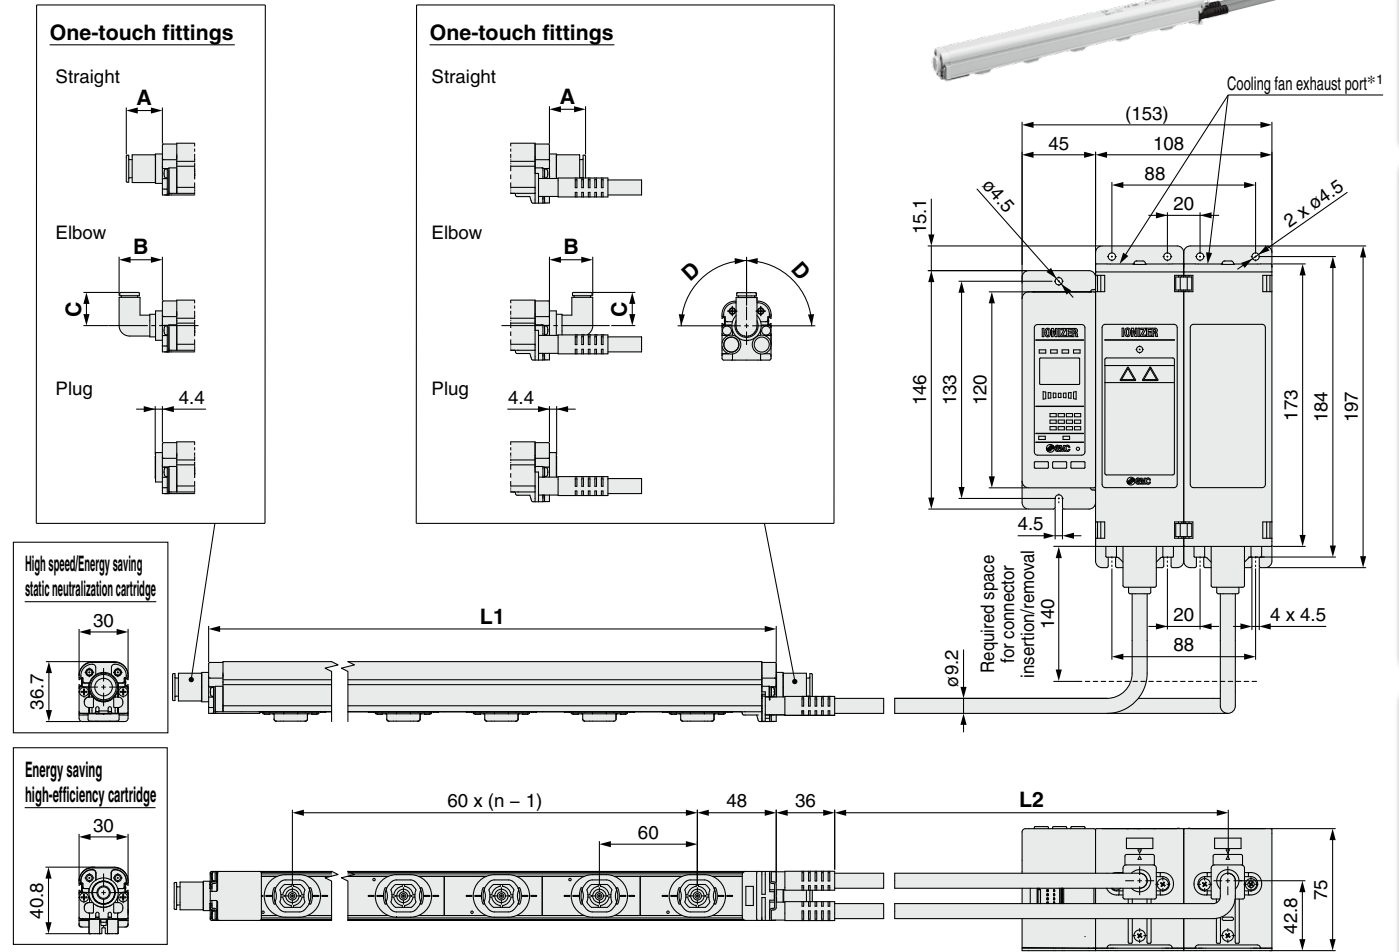 One-touch fittings
Straight
A
Elbow
B
C
Plug
4.4
One-touch fittings
Straight
A
Elbow
B
C
D
D
Plug
4.4
Cooling fan exhaust port*1
(153)
45
108
88
20
ø4.5
2 x ø4.5
15.1
146
133
120
173
184
197
IONIZER
IONIZER
SMC
SMC
4.5
Required space
for connector
insertion/removal
140
20
4 x 4.5
88
ø9.2
High speed/Energy saving
static neutralization cartridge
30
36.7
L1
Energy saving
high-efficiency cartridge
30
40.8
60 x (n − 1)
48
36
L2
60
42.8
75